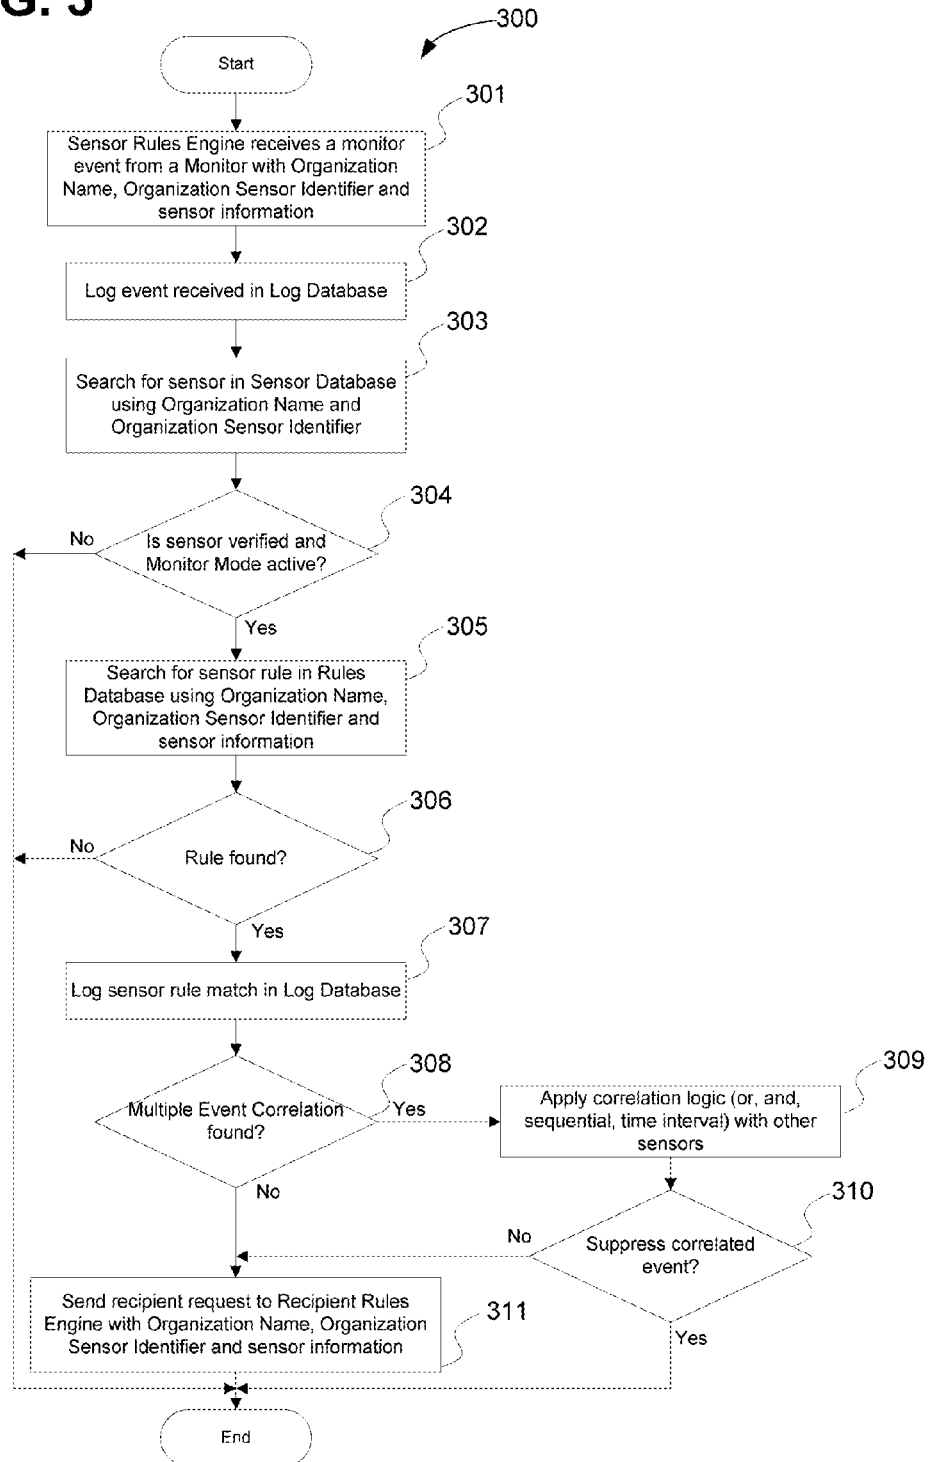 300
Start
301
Sensor Rules Engine receives a monitor
event from a Monitor with Organization
Name, Organization Sensor Identifier and
sensor information
302
Log event received in Log Database
303
Search for sensor in Sensor Database
using Organization Name and
Organization Sensor Identifier
304
No
Is sensor verified and
Monitor Mode active?
Yes
305
Search for sensor rule in Rules
Database using Organization Name,
Organization Sensor Identifier and
sensor information
306
No
Rule found?
Yes
307
Log sensor rule match in Log Database
308
Multiple Event Correlation
found?
Yes
309
Apply correlation logic (or, and,
sequential, time interval) with other
sensors
No
310
No
Suppress correlated
event?
Yes
Send recipient request to Recipient Rules
Engine with Organization Name, Organization
Sensor Identifier and sensor information
311
End